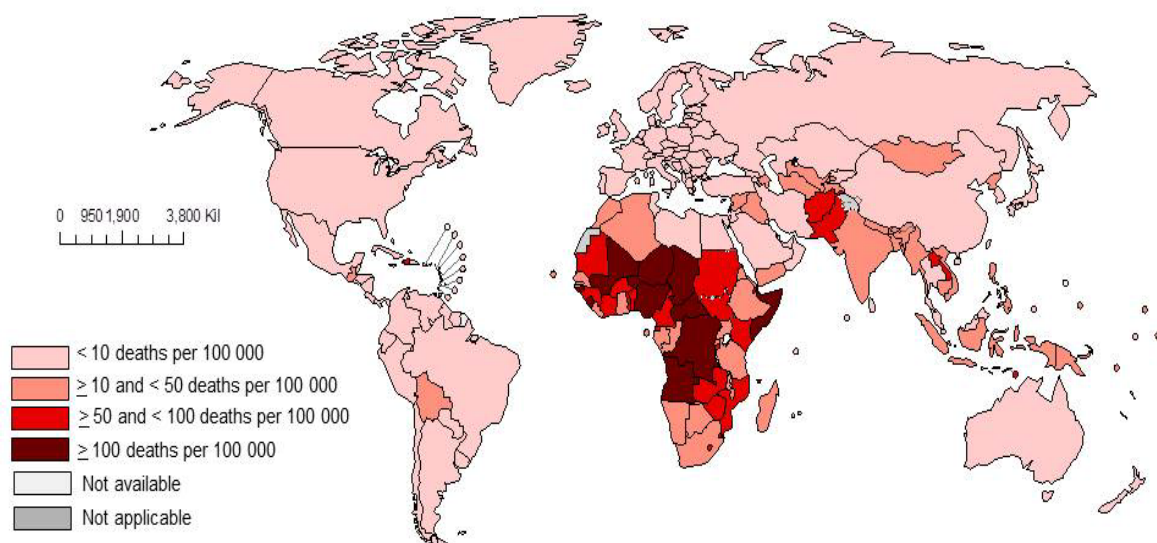 0 950 1,900 3,800 Kil
< 10 deaths per 100 000
≥ 10 and < 50 deaths per 100 000
≥ 50 and < 100 deaths per 100 000
≥ 100 deaths per 100 000
Not available
Not applicable